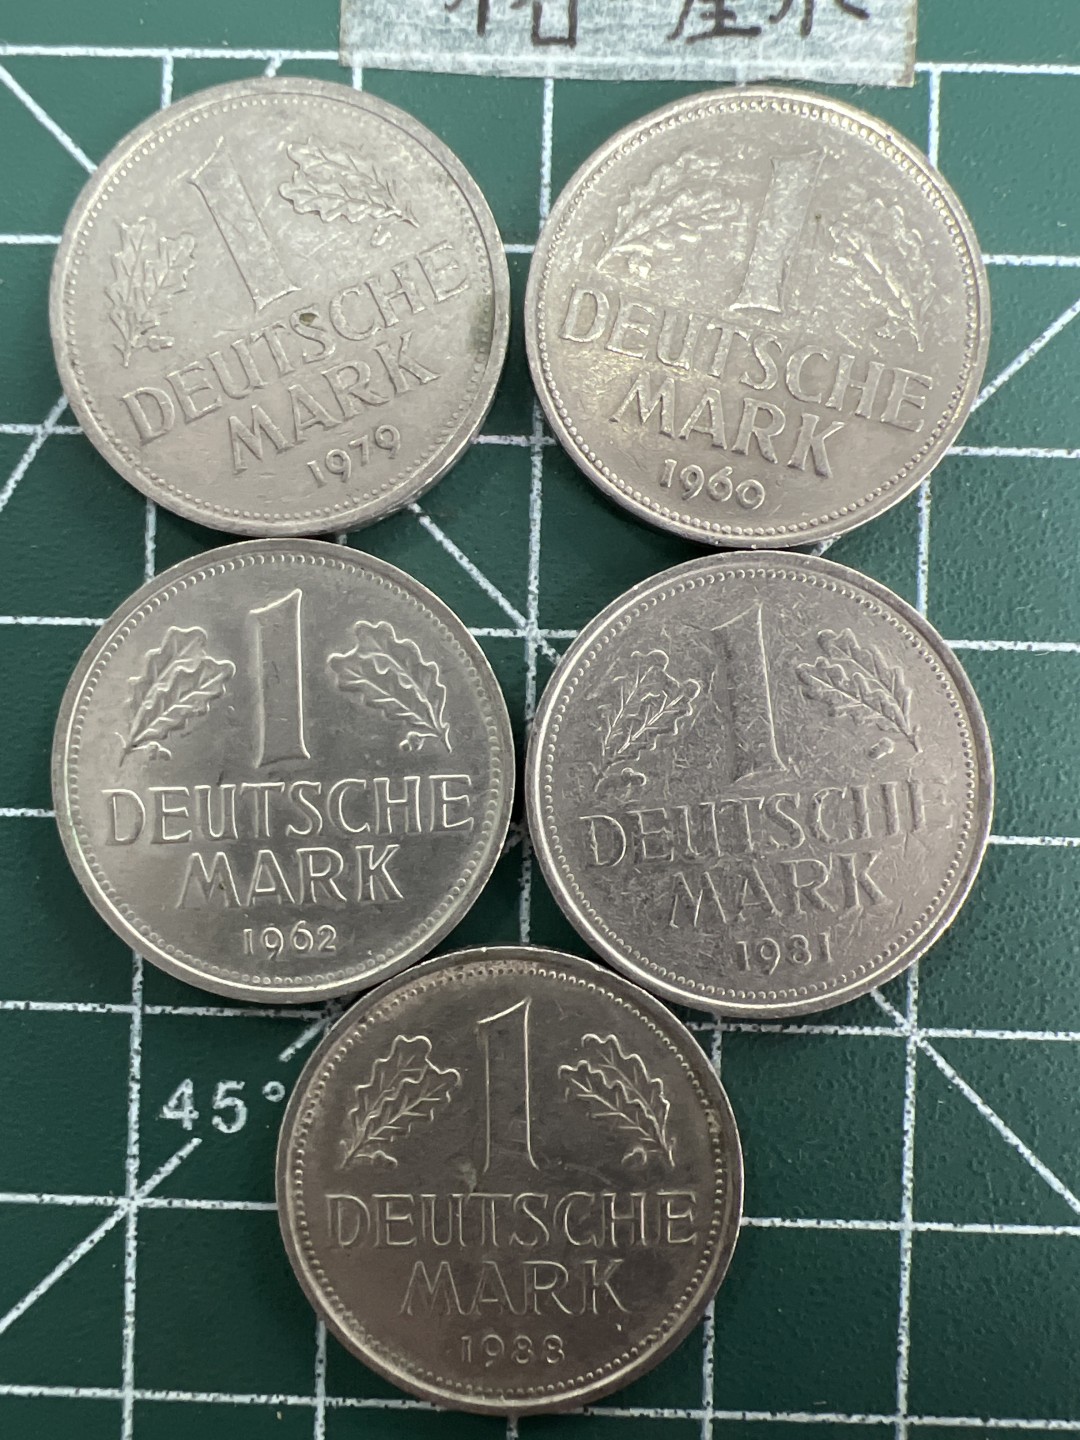 1
DEUTSCHE
MARK
1979
1
DEUTSCHE
MARK
1960
1
DEUTSCHE
MARK
1962
1
DEUTSCHE
MARK
1981
45°
1
DEUTSCHE
MARK
1988